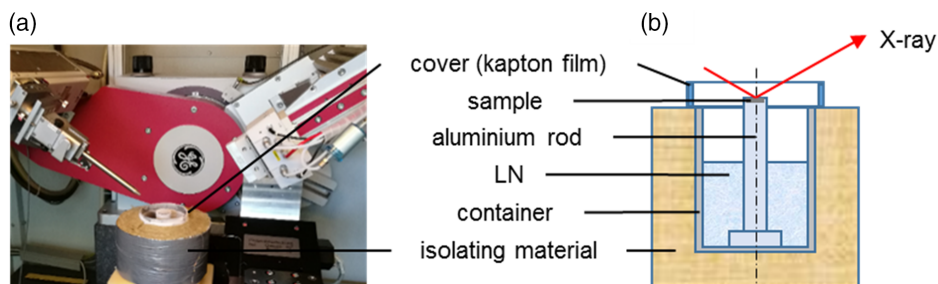 (a)
(b)
X-ray
cover (kapton film)
sample
aluminium rod
LN
container
isolating material